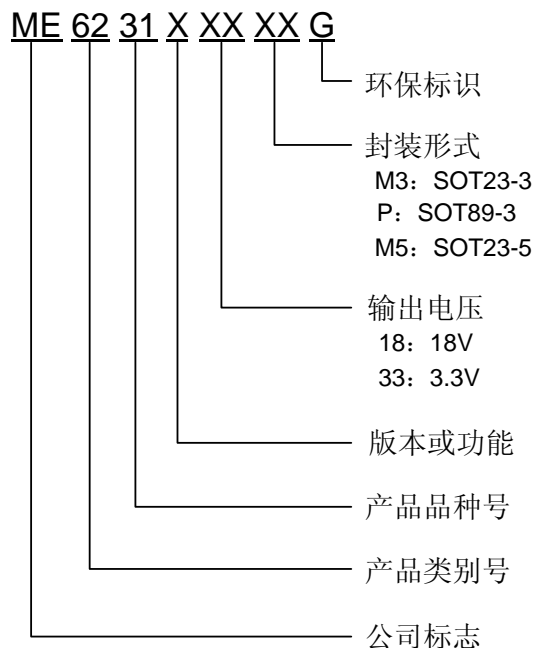 ME 62 31 X XX XX G
环保标识
封装形式
M3：SOT23-3
P：SOT89-3
M5：SOT23-5
输出电压
18：18V
33：3.3V
版本或功能
产品品种号
产品类别号
公司标志